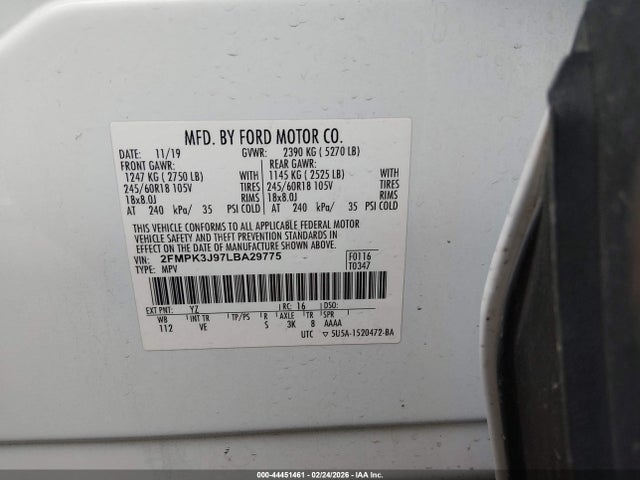 MFD. BY FORD MOTOR CO.
DATE: 11/19 GVWR: 2390 KG ( 5270 LB)
FRONT GAWR: REAR GAWR:
1247 KG ( 2750 LB) 1145 KG ( 2525 LB)
245/60R18 105V TIRES 245/60R18 105V
18x8.0J RIMS 18x8.0J
AT 240 kPa/ 35 PSI COLD AT 240 kPa/ 35 PSI COLD
THIS VEHICLE CONFORMS TO ALL APPLICABLE FEDERAL MOTOR
VEHICLE SAFETY AND THEFT PREVENTION STANDARDS IN
EFFECT ON THE DATE OF MANUFACTURE SHOWN ABOVE.
VIN: 2FMPK3J97LBA29775 F0116
TYPE: MPV T0347
EXT PNT: YZ RC: 16 DSO:
WB INT TR TP/PS R AXLE TR SPR
112 VE S 3K 8 AAAA
UTC ▽ 5U5A-1520472-BA
000-44451461 - 02/24/2026 - IAA Inc.